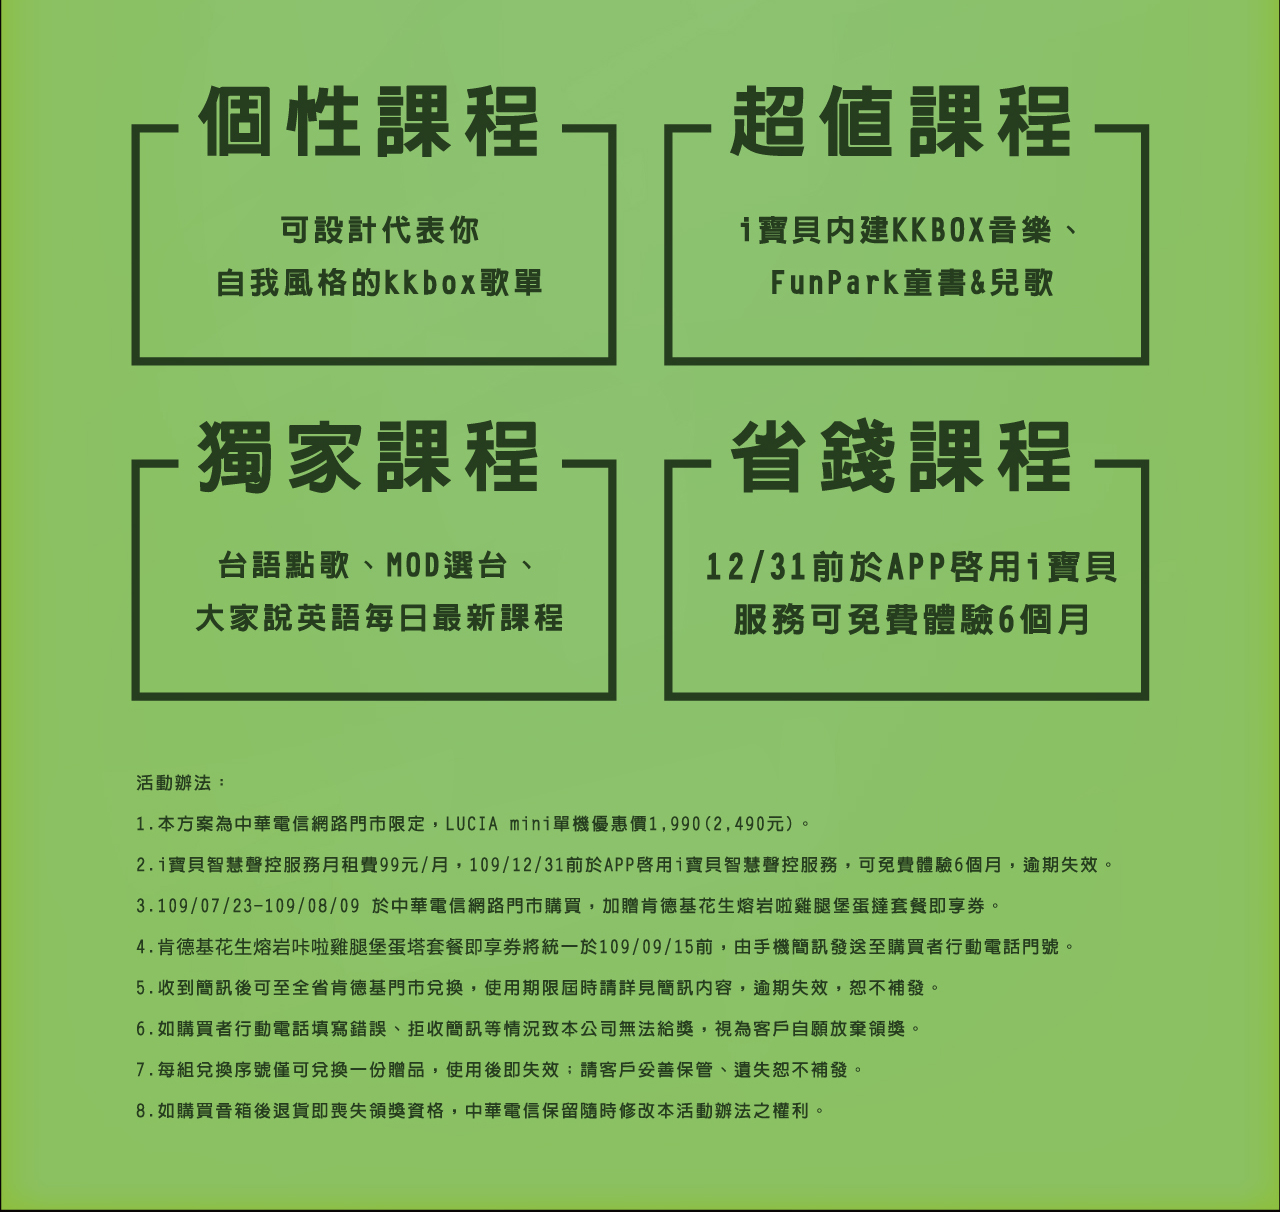 個性課程
可設計代表你
自我風格的kkbox歌單
超值課程
i寶貝內建KKBOX音樂、
FunPark童書&兒歌
獨家課程
台語點歌、MOD選台、
大家說英語每日最新課程
省錢課程
12/31前於APP啓用i寶貝
服務可免費體驗6個月
活動辦法：
1.本方案為中華電信網路門市限定，LUCIA mini單機優惠價1,990(2,490元)。
2.i寶貝智慧聲控服務月租費99元/月，109/12/31前於APP啓用i寶貝智慧聲控服務，可免費體驗6個月，逾期失效。
3.109/07/23-109/08/09 於中華電信網路門市購買，加贈肯德基花生熔岩啦雞腿堡蛋撻套餐即享券。
4.肯德基花生熔岩咔啦雞腿堡蛋塔套餐即享券將統一於109/09/15前，由手機簡訊發送至購買者行動電話門號。
5.收到簡訊後可至全省肯德基門市兌換，使用期限屆時請詳見簡訊內容，逾期失效，恕不補發。
6.如購買者行動電話填寫錯誤、拒收簡訊等情況致本公司無法給獎，視為客戶自願放棄領獎。
7.每組兌換序號僅可兌換一份贈品，使用後即失效；請客戶妥善保管、遺失恕不補發。
8.如購買音箱後退貨即喪失領獎資格，中華電信保留隨時修改本活動辦法之權利。